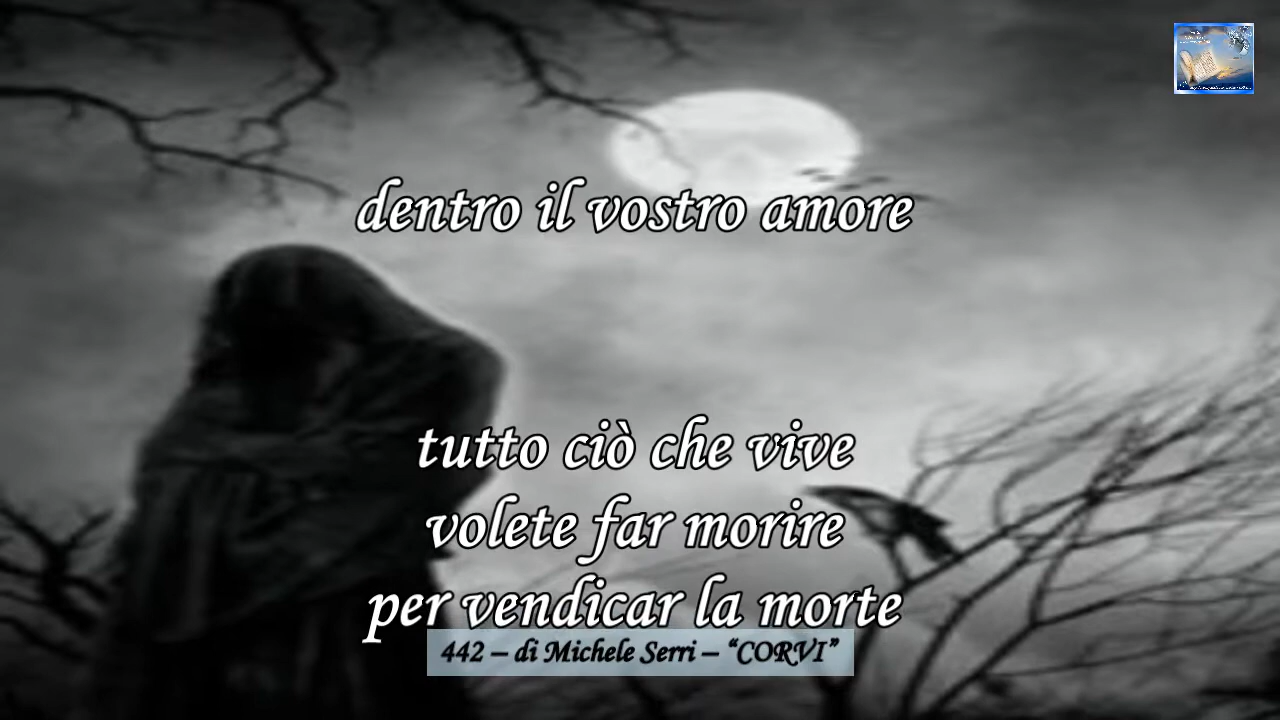 dentro il vostro amore
tutto ciò che vive
volete far morire
per vendicar la morte
442 – di Michele Serri – “CORVI”